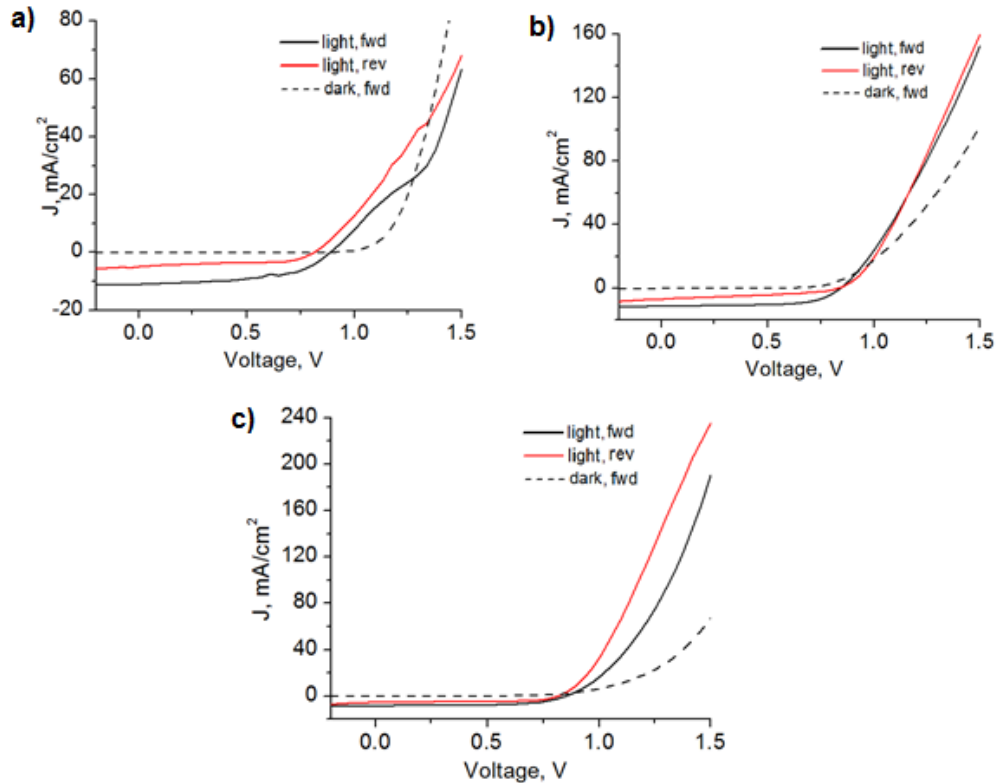 a)
80
60
40
20
0
-20
J, mA/cm²
light, fwd
light, rev
dark, fwd
0.0 0.5 1.0 1.5
Voltage, V
b)
160
120
80
40
0
J, mA/cm²
light, fwd
light, rev
dark, fwd
0.0 0.5 1.0 1.5
Voltage, V
c)
240
200
160
120
80
40
0
J, mA/cm²
light, fwd
light, rev
dark, fwd
0.0 0.5 1.0 1.5
Voltage, V